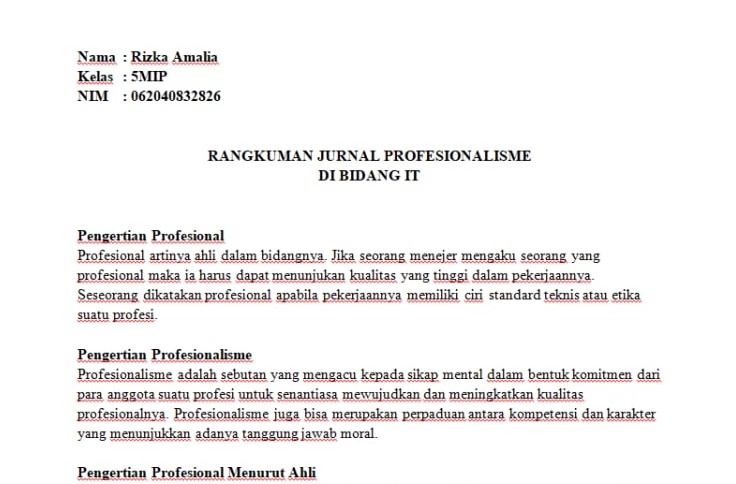 Nama : Rizka Amalia
Kelas : 5MIP
NIM : 062040832826
RANGKUMAN JURNAL PROFESIONALISME
DI BIDANG IT
Pengertian Profesional
Profesional artinya ahli dalam bidangnya. Jika seorang menejer mengaku seorang yang
profesional maka ia harus dapat menunjukan kualitas yang tinggi dalam pekerjaannya.
Seseorang dikatakan profesional apabila pekerjaannya memiliki ciri standard teknis atau etika
suatu profesi.
Pengertian Profesionalisme
Profesionalisme adalah sebutan yang mengacu kepada sikap mental dalam bentuk komitmen dari
para anggota suatu profesi untuk senantiasa mewujudkan dan meningkatkan kualitas
profesionalnya. Profesionalisme juga bisa merupakan perpaduan antara kompetensi dan karakter
yang menunjukkan adanya tanggung jawab moral.
Pengertian Profesional Menurut Ahli